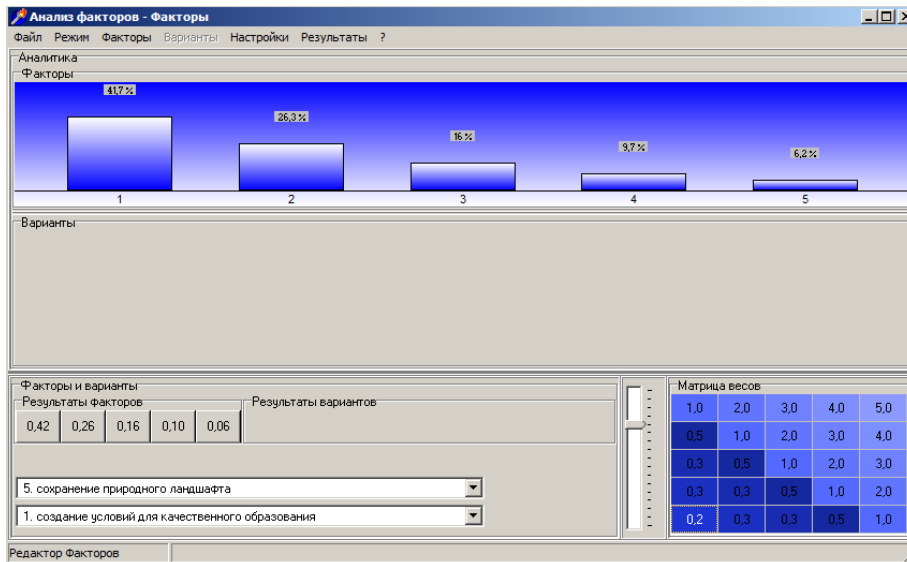 Анализ факторов - Факторы
Файл Режим Факторы Варианты Настройки Результаты ?
Аналитика
Факторы
41,7 % 26,3 % 16 % 9,7 % 6,2 %
1 2 3 4 5
Варианты
Факторы и варианты
Результаты факторов
0,42 0,26 0,16 0,10 0,06
Результаты вариантов
5. сохранение природного ландшафта
1. создание условий для качественного образования
Матрица весов
1,0 2,0 3,0 4,0 5,0
0,5 1,0 2,0 3,0 4,0
0,3 0,5 1,0 2,0 3,0
0,3 0,3 0,5 1,0 2,0
0,2 0,3 0,3 0,5 1,0
Редактор Факторов